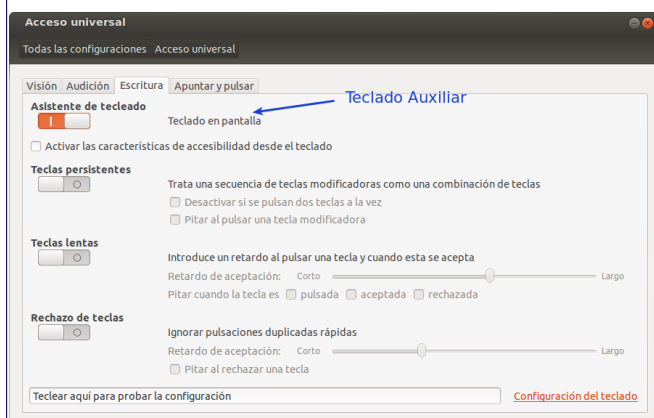 Acceso universal
Todas las configuraciones Acceso universal
Visión Audición Escritura Apuntar y pulsar
Teclado Auxiliar
Asistente de tecleado
Teclado en pantalla
Activar las características de accesibilidad desde el teclado
Teclas persistentes
Trata una secuencia de teclas modificadoras como una combinación de teclas
Desactivar si se pulsan dos teclas a la vez
Pitar al pulsar una tecla modificadora
Teclas lentas
Introduce un retardo al pulsar una tecla y cuando esta se acepta
Retardo de aceptación: Corto Largo
Pitar cuando la tecla es pulsada aceptada rechazada
Rechazo de teclas
Ignorar pulsaciones duplicadas rápidas
Retardo de aceptación: Corto Largo
Pitar al rechazar una tecla
Teclear aquí para probar la configuración Configuración del teclado